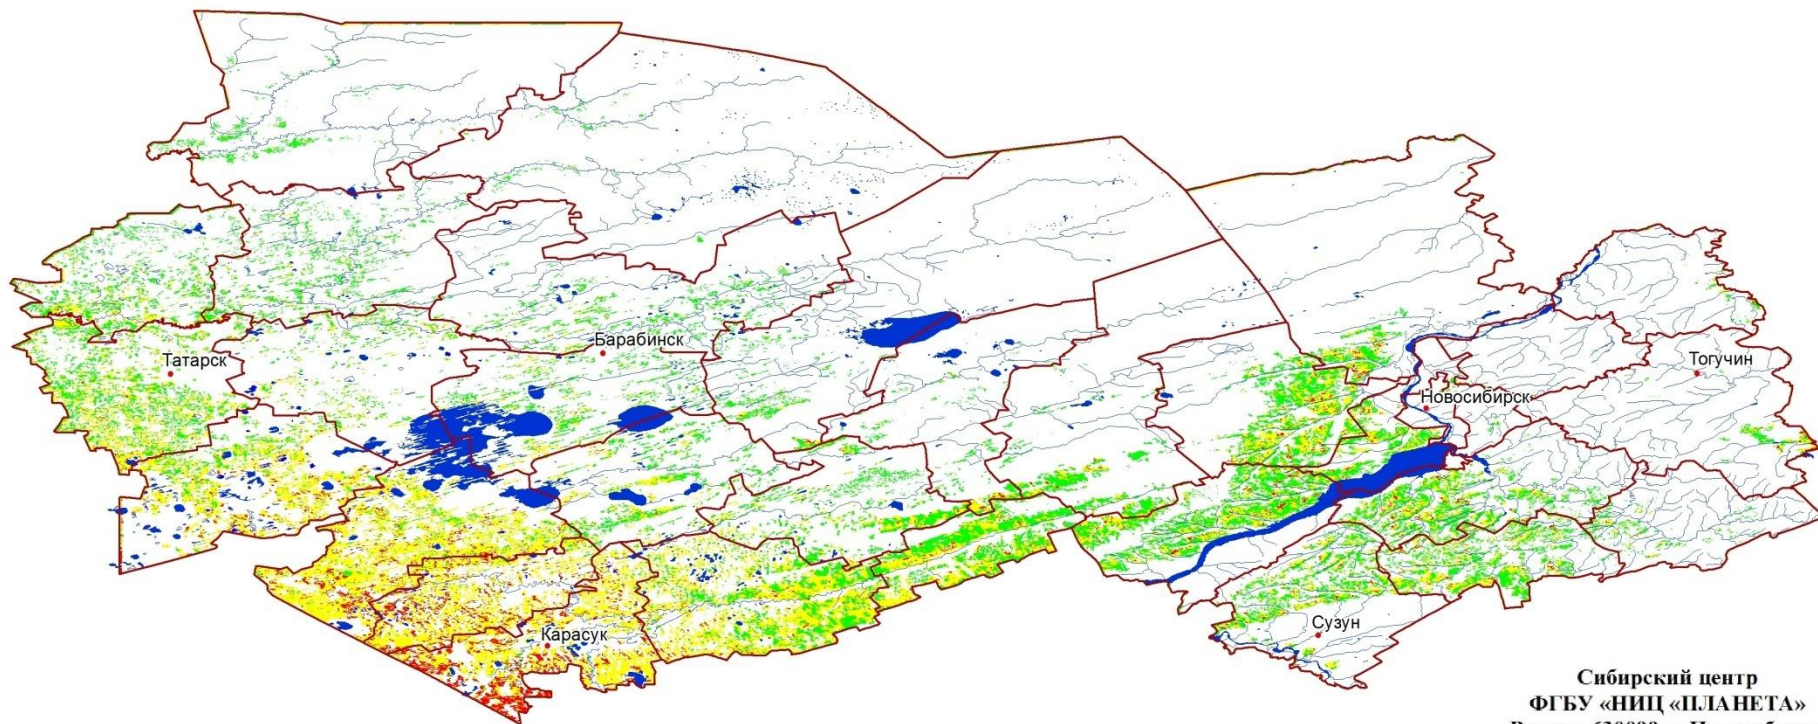 Барабинск
Татарск
Тогучин
Новосибирск
Карасук
Сузун
Сибирский центр
ФГБУ «НИЦ «ПЛАНЕТА»